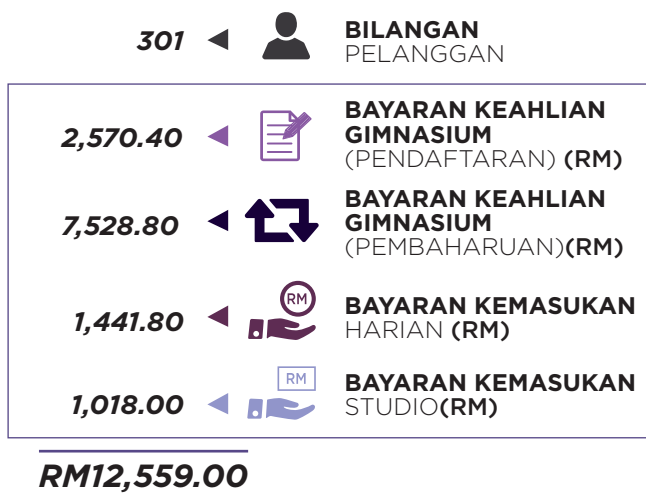 301
BILANGAN
PELANGGAN
2,570.40
BAYARAN KEAHLIAN
GIMNASIUM
(PENDAFTARAN) (RM)
7,528.80
BAYARAN KEAHLIAN
GIMNASIUM
(PEMBAHARUAN)(RM)
1,441.80
RM
BAYARAN KEMASUKAN
HARIAN (RM)
1,018.00
RM
BAYARAN KEMASUKAN
STUDIO(RM)
RM12,559.00